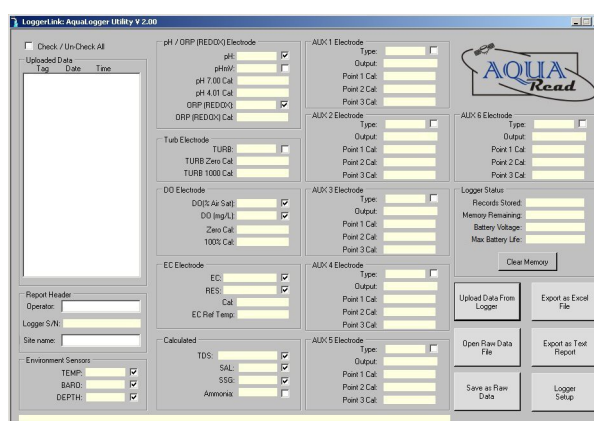 LoggerLink: AquaLogger Utility V 2.00
Check / Un-Check All
Uploaded Data
Tag Date Time
Report Header
Operator:
Logger S/N:
Site name:
Environment Sensors
TEMP:
BARO:
DEPTH:
pH / ORP (REDOX) Electrode
pH:
pHmV:
pH 7.00 Cal:
pH 4.01 Cal:
ORP (REDOX):
ORP (REDOX) Cal:
Turb Electrode
TURB:
TURB Zero Cal:
TURB 1000 Cal:
DO Electrode
DO(% Air Sat):
DO (mg/L):
Zero Cal:
100% Cal:
EC Electrode
EC:
RES:
Cal:
EC Ref Temp:
Calculated
TDS:
SAL:
SSG:
Ammonia:
AUX 1 Electrode
Type:
Output:
Point 1 Cal:
Point 2 Cal:
Point 3 Cal:
AUX 2 Electrode
Type:
Output:
Point 1 Cal:
Point 2 Cal:
Point 3 Cal:
AUX 3 Electrode
Type:
Output:
Point 1 Cal:
Point 2 Cal:
Point 3 Cal:
AUX 4 Electrode
Type:
Output:
Point 1 Cal:
Point 2 Cal:
Point 3 Cal:
AUX 5 Electrode
Type:
Output:
Point 1 Cal:
Point 2 Cal:
Point 3 Cal:
AQUA
Read
AUX 6 Electrode
Type:
Output:
Point 1 Cal:
Point 2 Cal:
Point 3 Cal:
Logger Status
Records Stored:
Memory Remaining:
Battery Voltage:
Max Battery Life:
Clear Memory
Upload Data From
Logger
Export as Excel
File
Open Raw Data
File
Export as Text
Report
Save as Raw
Data
Logger
Setup